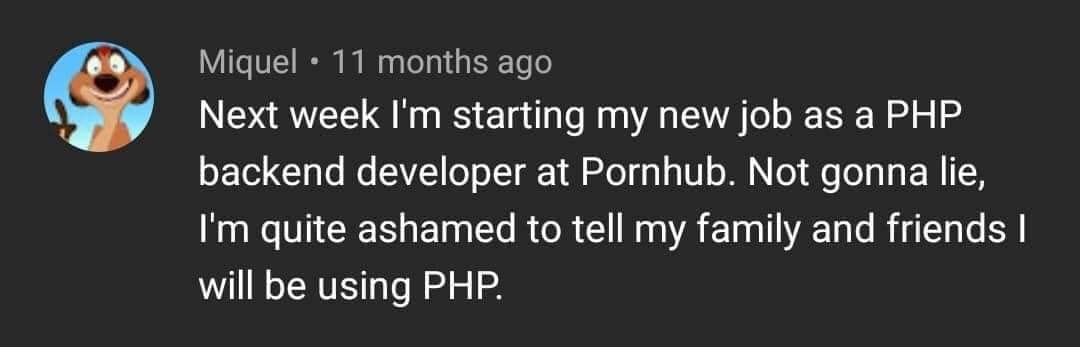 Miquel • 11 months ago
Next week I'm starting my new job as a PHP
backend developer at Pornhub. Not gonna lie,
I'm quite ashamed to tell my family and friends I
will be using PHP.